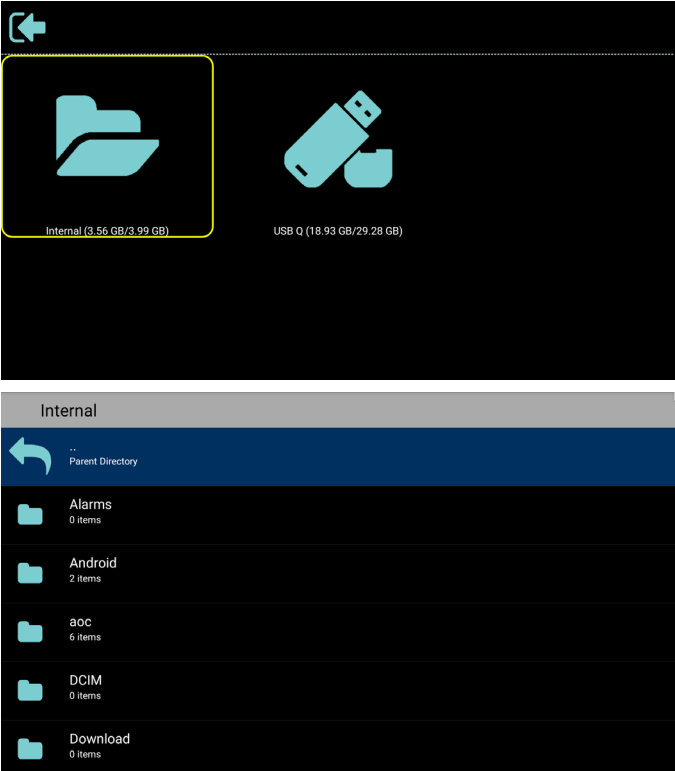 Internal (3.56 GB/3.99 GB)
USB Q (18.93 GB/29.28 GB)
Internal
..
Parent Directory
Alarms
0 items
Android
2 items
aoc
6 items
DCIM
0 items
Download
0 items